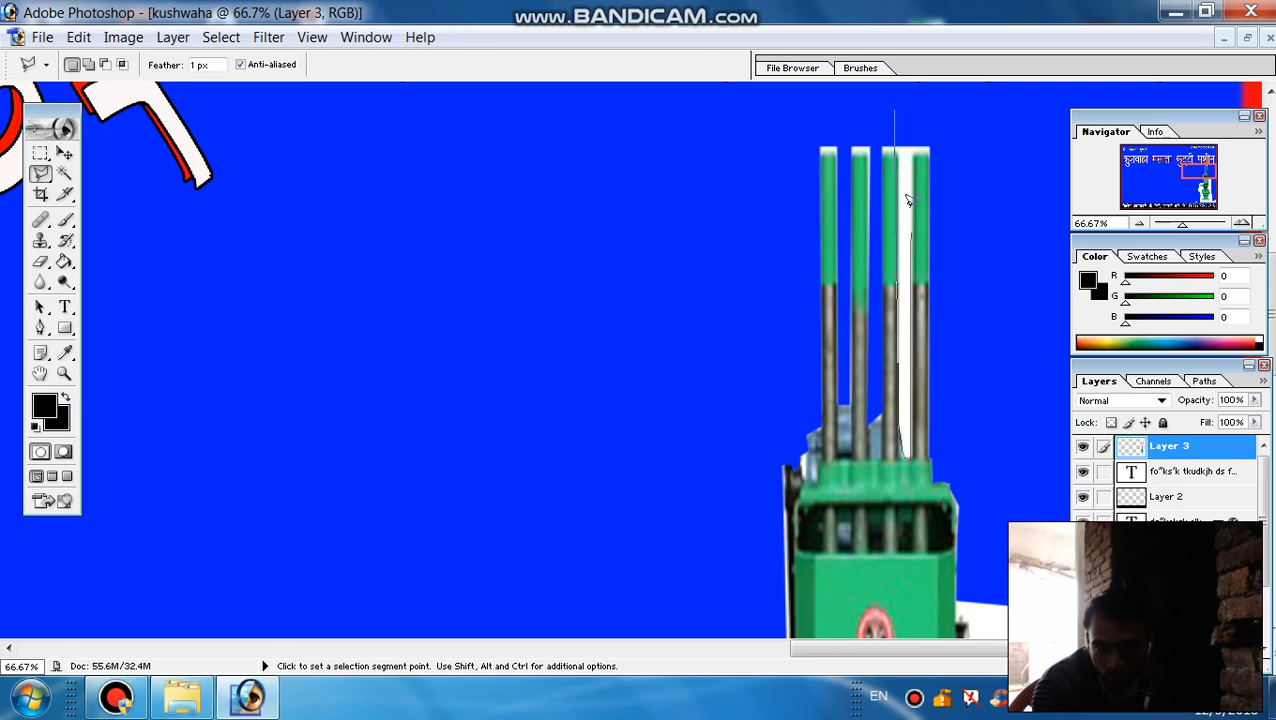 Adobe Photoshop - [kushwaha @ 66.7% (Layer 3, RGB)]
www.BANDICAM.com
File Edit Image Layer Select Filter View Window Help
Feather: 1 px Anti-aliased
File Browser Brushes
Navigator Info
66.67%
Color Swatches Styles
R 0
G 0
B 0
Layers Channels Paths
Normal Opacity: 100%
Lock: Fill: 100%
Layer 3
T fo"ks"k tkudkjh ds f...
Layer 2
T
66.67% Doc: 55.6M/32.4M Click to set a selection segment point. Use Shift, Alt and Ctrl for additional options.
EN